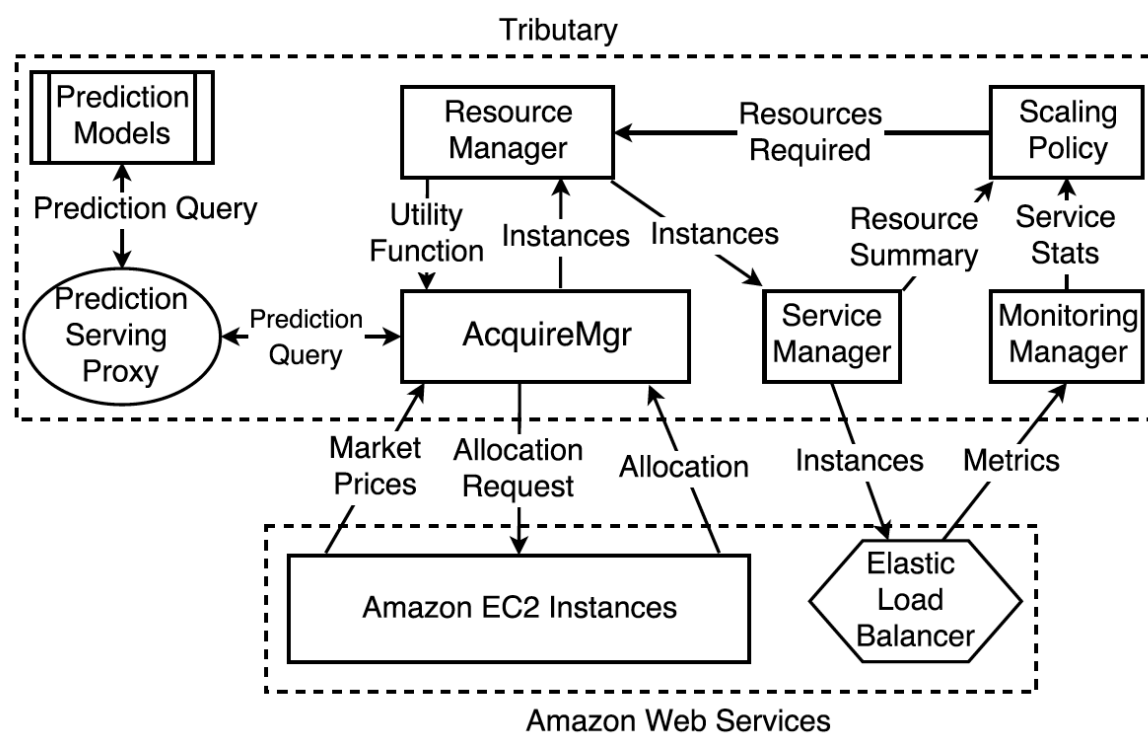 Tributary
Prediction
Models
Resource
Manager
Resources
Required
Scaling
Policy
Prediction Query
Utility
Function
Instances
Instances
Resource
Summary
Service
Stats
Prediction
Serving
Proxy
Prediction
Query
AcquireMgr
Service
Manager
Monitoring
Manager
Market
Prices
Allocation
Request
Allocation
Instances
Metrics
Amazon EC2 Instances
Elastic
Load
Balancer
Amazon Web Services